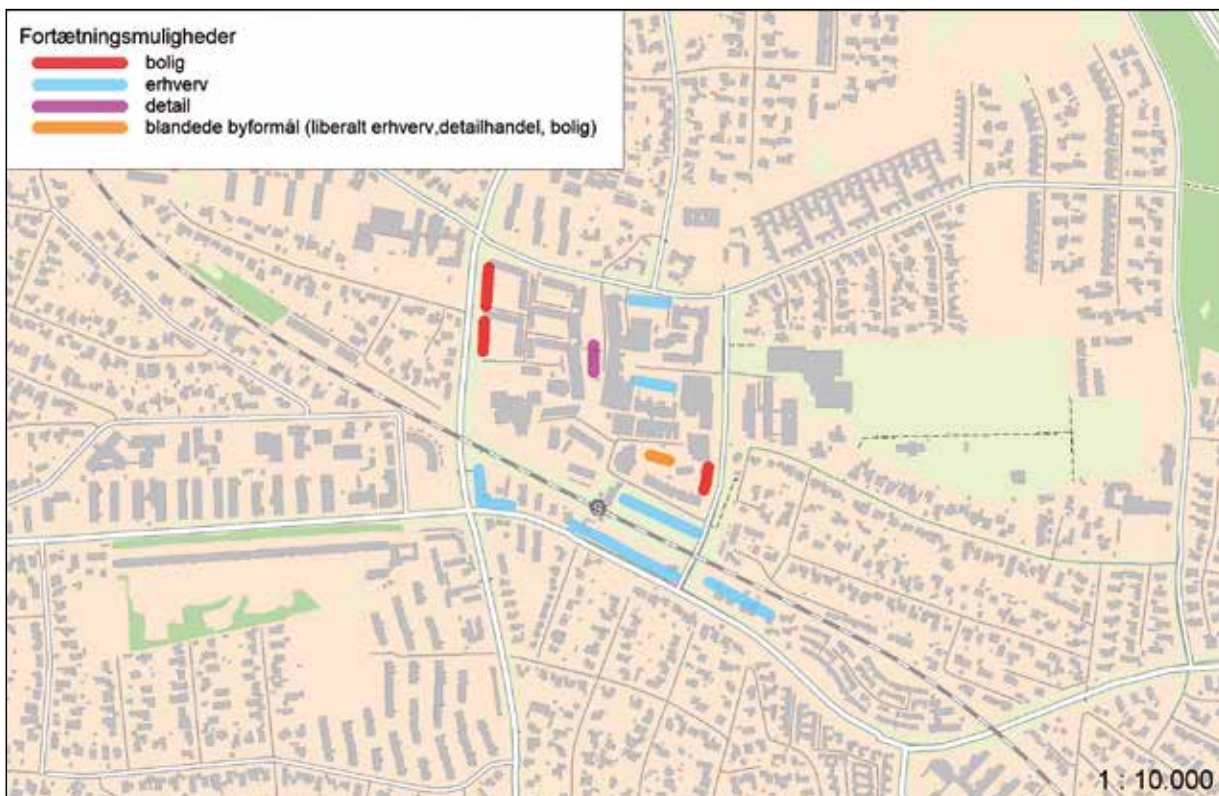 Fortætningsmuligheder
bolig
erhverv
detail
blandede byformål (liberalt erhverv,detailhandel, bolig)
1 : 10.000